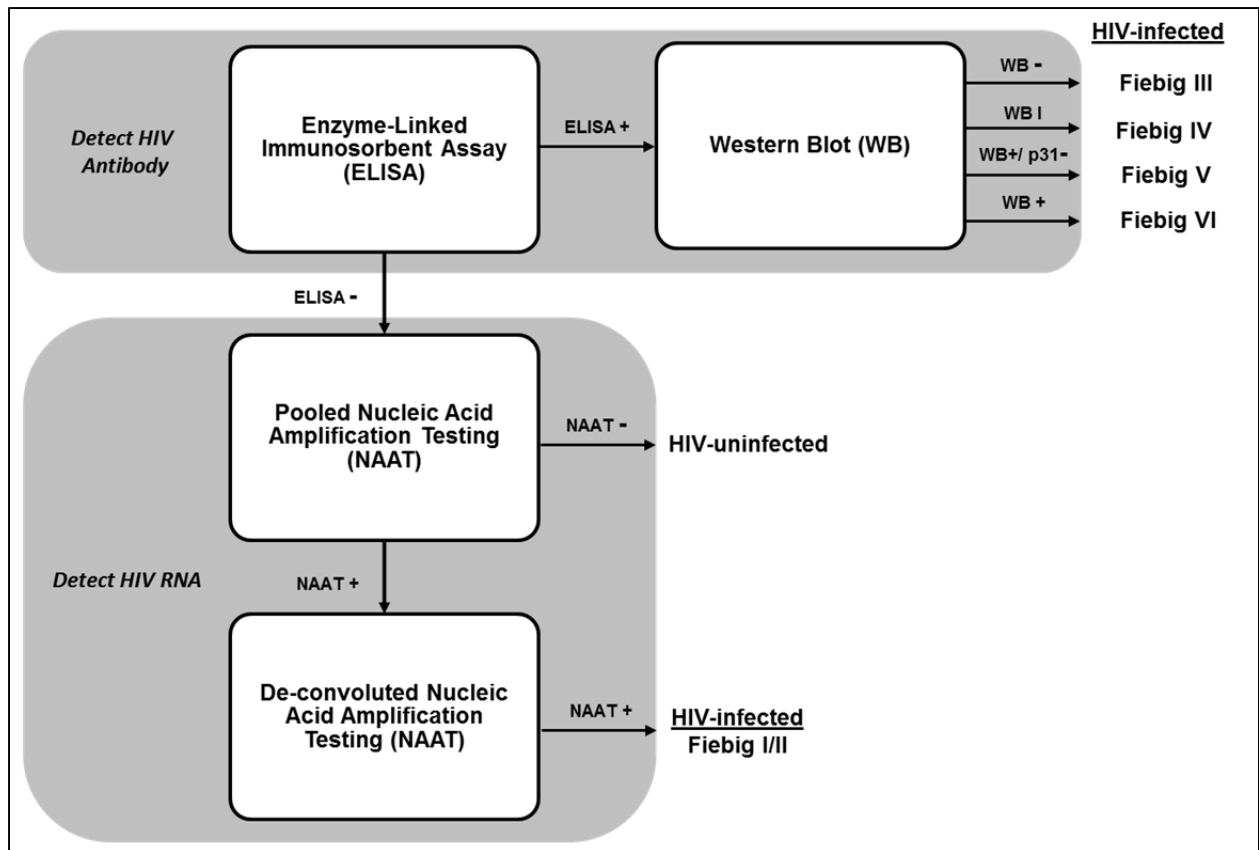 HIV-infected
Detect HIV
Antibody
Enzyme-Linked
Immunosorbent Assay
(ELISA)
ELISA +
Western Blot (WB)
WB -
Fiebig III
WB I
Fiebig IV
WB+/ p31-
Fiebig V
WB +
Fiebig VI
ELISA -
Detect HIV RNA
Pooled Nucleic Acid
Amplification Testing
(NAAT)
NAAT -
HIV-uninfected
NAAT +
De-convoluted Nucleic
Acid Amplification
Testing (NAAT)
NAAT +
HIV-infected
Fiebig I/II